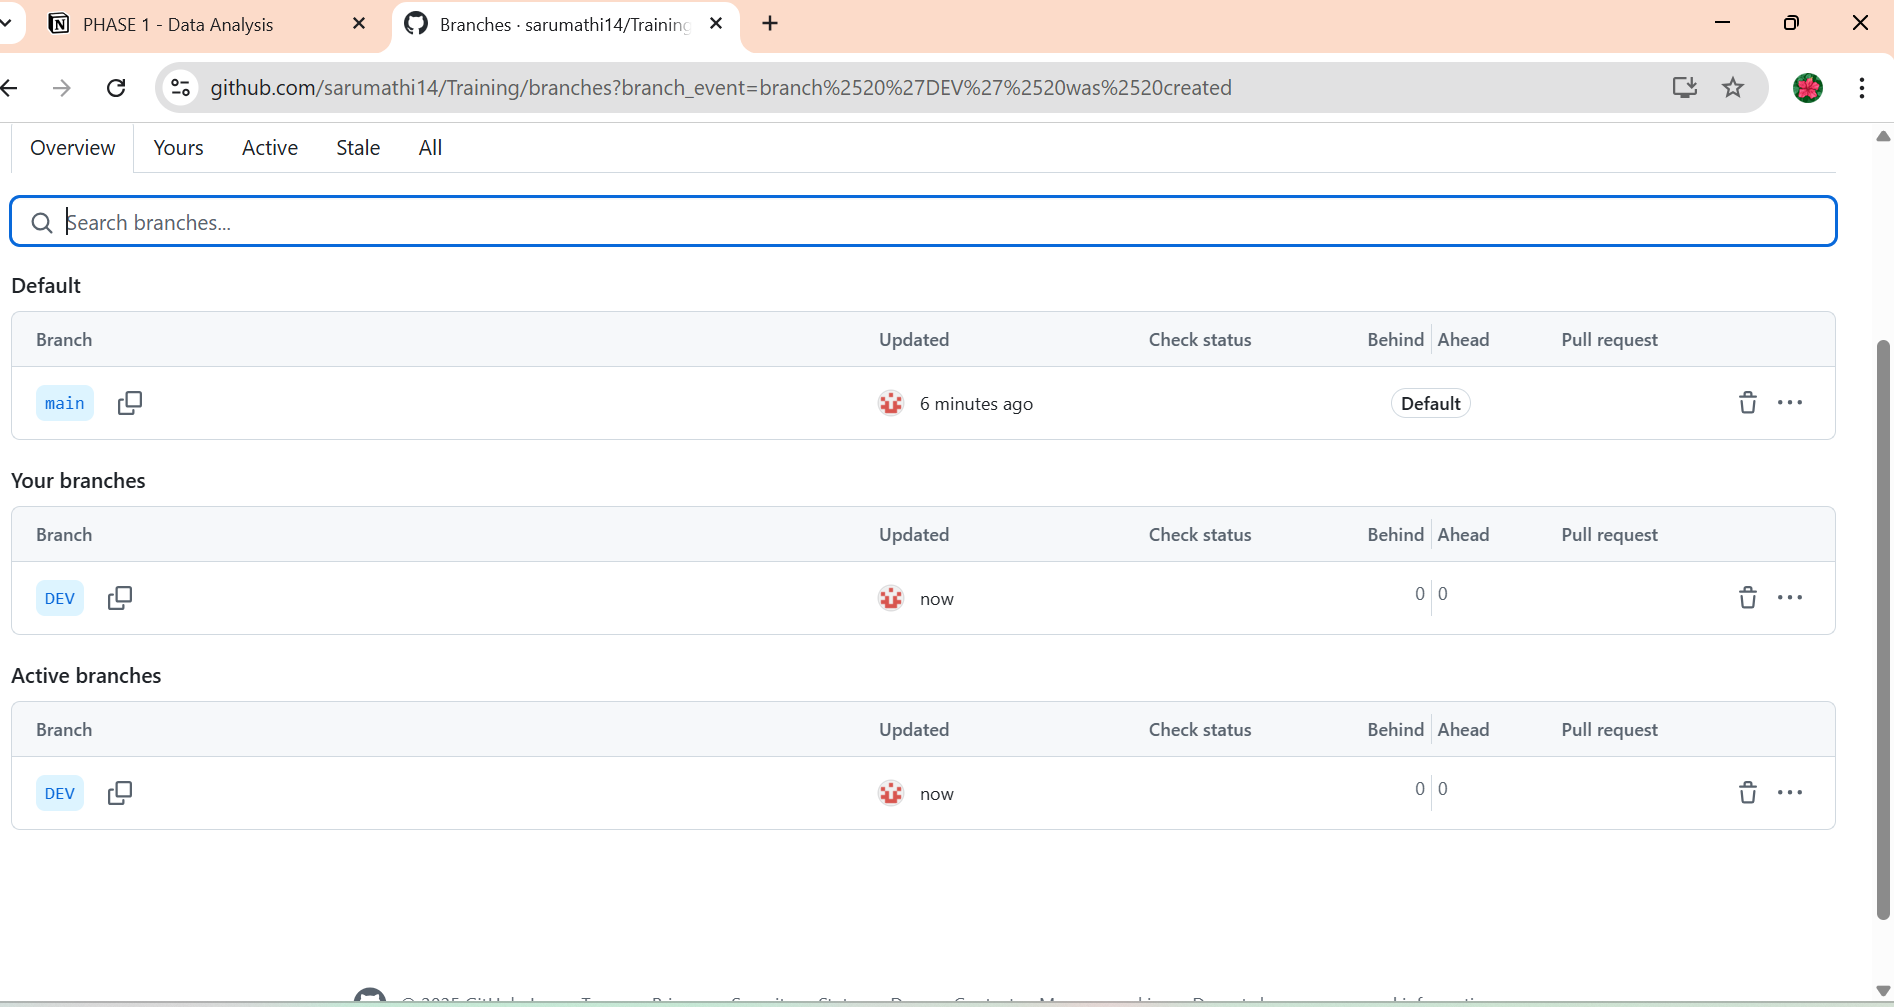 PHASE 1 - Data Analysis
Branches · sarumathi14/Training
github.com/sarumathi14/Training/branches?branch_event=branch%2520%27DEV%27%2520was%2520created
Overview Yours Active Stale All
Search branches...
Default
Branch Updated Check status Behind Ahead Pull request
main 6 minutes ago Default
Your branches
Branch Updated Check status Behind Ahead Pull request
DEV now 0 0
Active branches
Branch Updated Check status Behind Ahead Pull request
DEV now 0 0